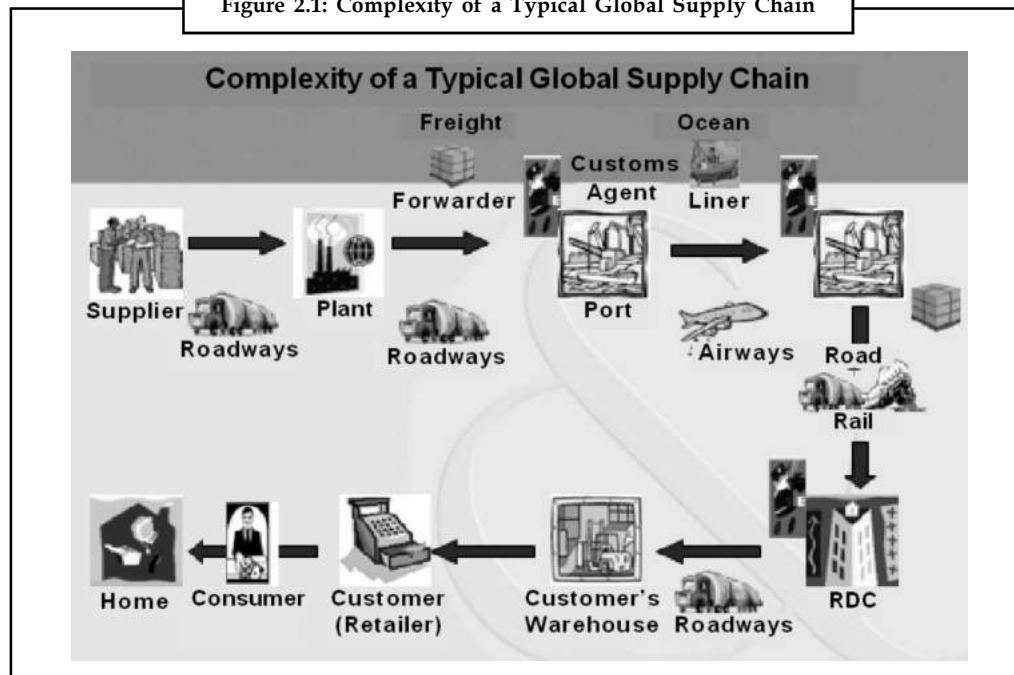 Figure 2.1: Complexity of a Typical Global Supply Chain
Complexity of a Typical Global Supply Chain
Freight
Forwarder
Customs
Agent
Ocean
Liner
Supplier
Roadways
Plant
Roadways
Port
Airways
Road
+
Rail
RDC
Roadways
Customer's
Warehouse
Customer
(Retailer)
Consumer
Home